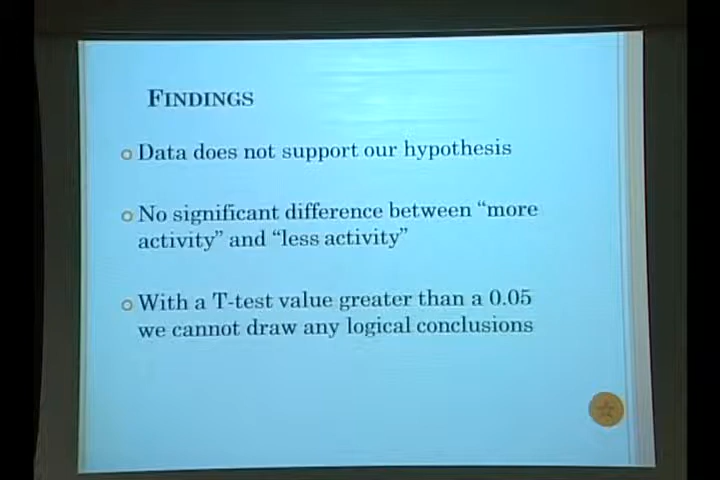 FINDINGS
Data does not support our hypothesis
No significant difference between “more
activity” and “less activity”
With a T-test value greater than a 0.05
we cannot draw any logical conclusions